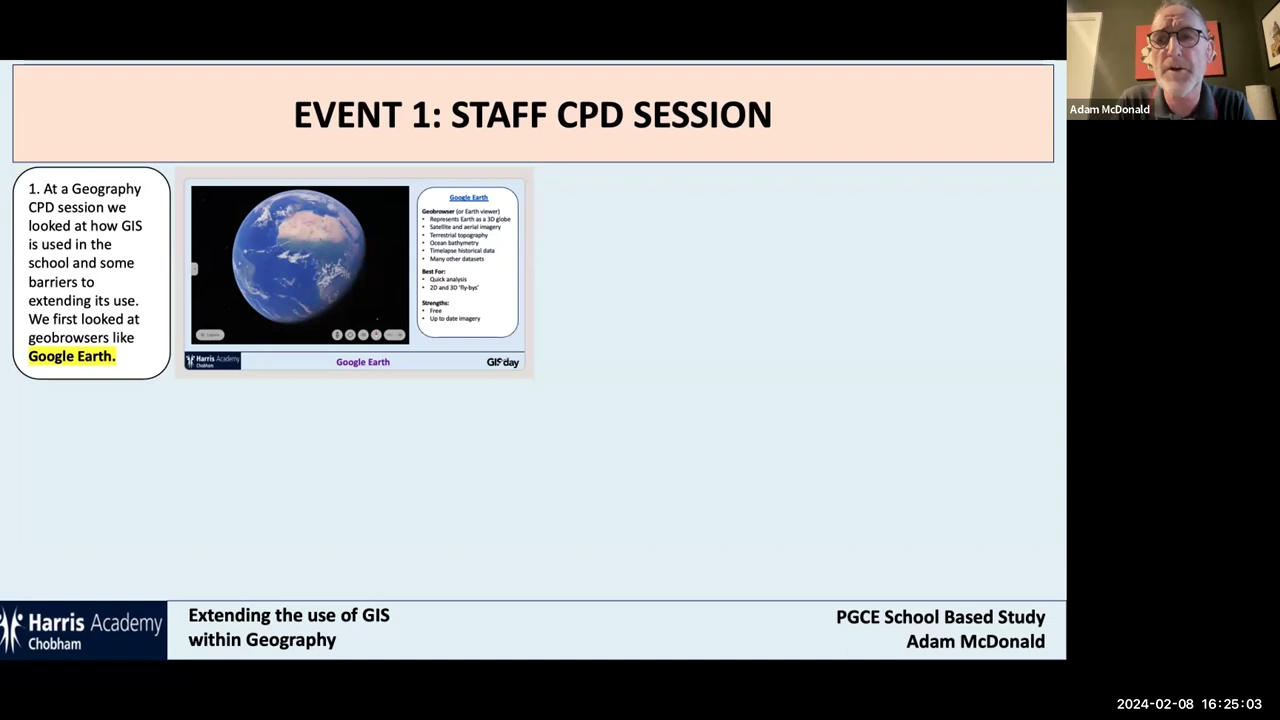 Adam McDonald
EVENT 1: STAFF CPD SESSION
1. At a Geography
CPD session we
looked at how GIS
is used in the
school and some
barriers to
extending its use.
We first looked at
geobrowsers like
Google Earth.
Google Earth
Geobrowser (or Earth viewer)
• Represents Earth as a 3D globe
• Satellite and aerial imagery
• Terrestrial topography
• Ocean bathymetry
• Timelapse historical data
• Many other datasets
Best For:
• Quick analysis
• 2D and 3D 'fly-bys'
Strengths:
• Free
• Up to date imagery
Harris Academy
Chobham
Google Earth
GIS day
Harris Academy
Chobham
Extending the use of GIS
within Geography
PGCE School Based Study
Adam McDonald
2024-02-08 16:25:03